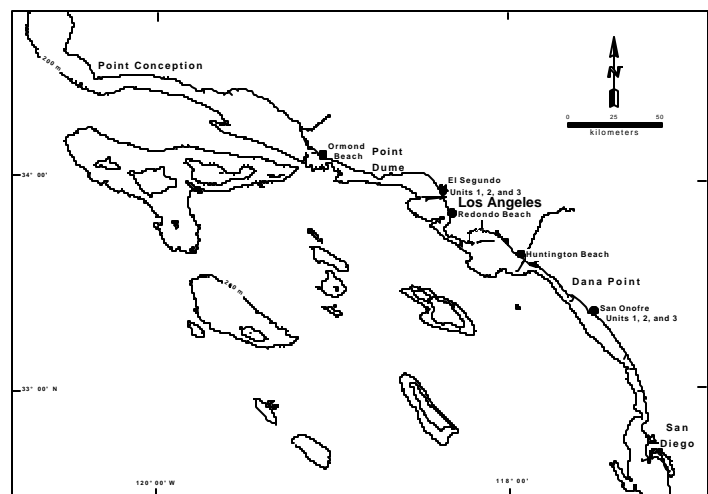 200 m
Point Conception
N
0 25 50
kilometers
Ormond
Beach
Point
Dume
34° 00'
El Segundo
Units 1, 2, and 3
Los Angeles
Redondo Beach
Huntington Beach
200 m
Dana Point
San Onofre
Units 1, 2, and 3
33° 00' N
San
Diego
120° 00' W
118° 00'